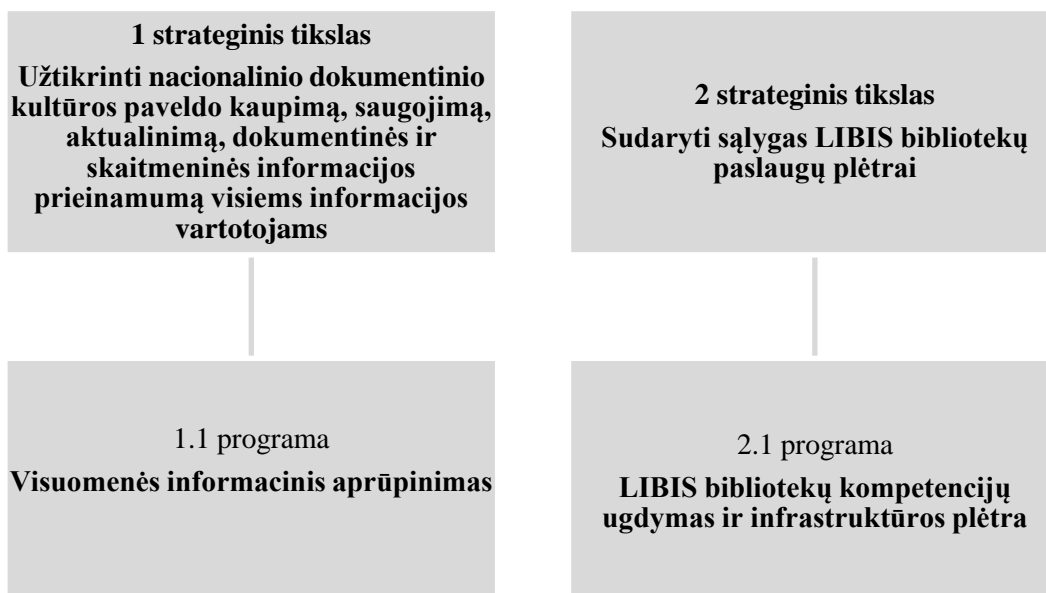 1 strateginis tikslas
Užtikrinti nacionalinio dokumentinio
kultūros paveldo kaupimą, saugojimą,
aktualinimą, dokumentinės ir
skaitmeninės informacijos
prieinamumą visiems informacijos
vartotojams
2 strateginis tikslas
Sudaryti sąlygas LIBIS bibliotekų
paslaugų plėtrai
1.1 programa
Visuomenės informacinis aprūpinimas
2.1 programa
LIBIS bibliotekų kompetencijų
ugdymas ir infrastruktūros plėtra